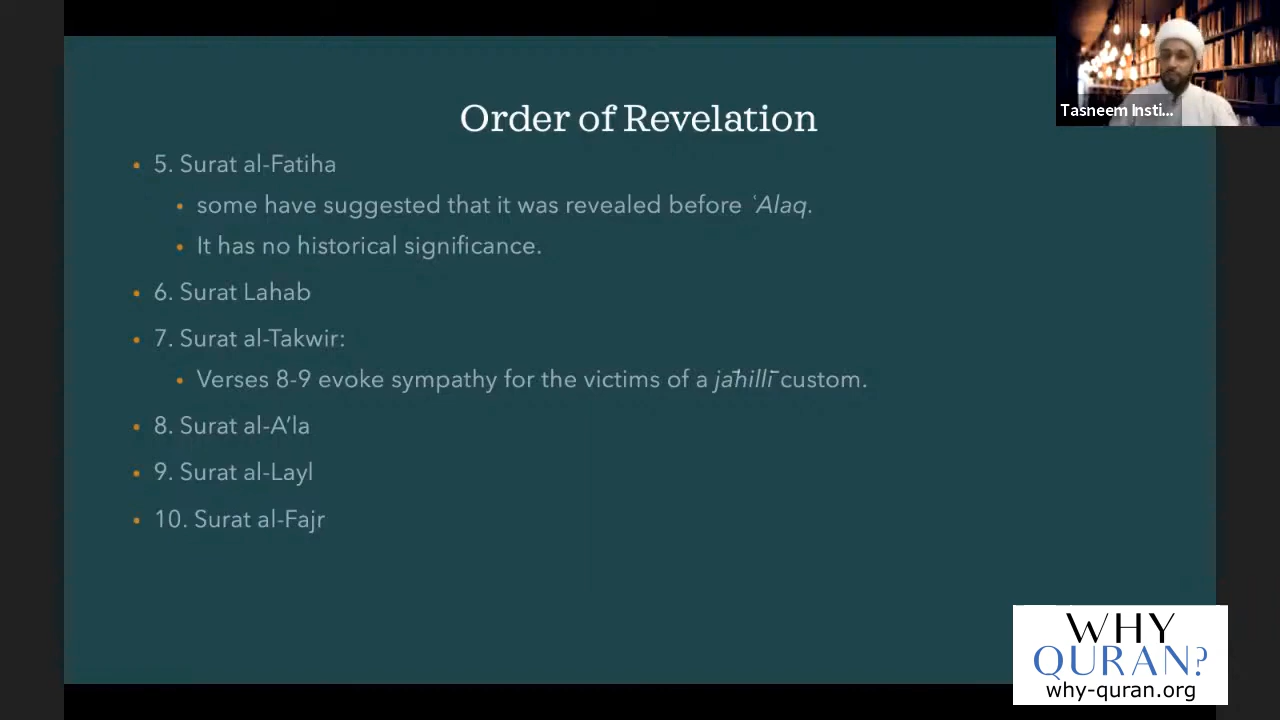 Tasneem Insti...
Order of Revelation
5. Surat al-Fatiha
some have suggested that it was revealed before ʿAlaq.
It has no historical significance.
6. Surat Lahab
7. Surat al-Takwir:
Verses 8-9 evoke sympathy for the victims of a jāhillī custom.
8. Surat al-A’la
9. Surat al-Layl
10. Surat al-Fajr
WHY
QURAN?
why-quran.org